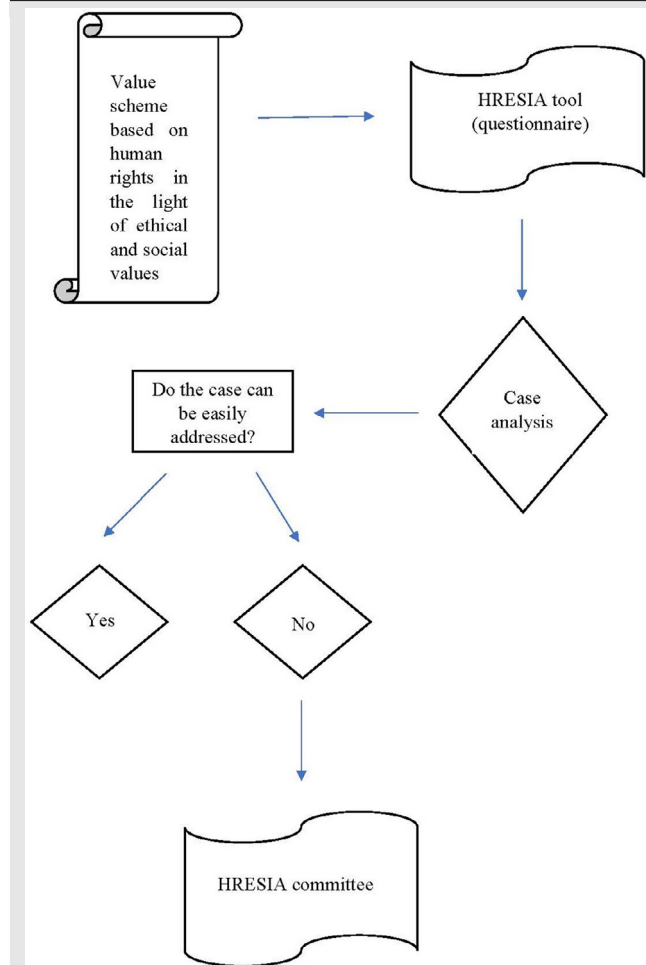 Value
scheme
based on
human
rights in
the light
of ethical
and social
values
HRESIA tool
(questionnaire)
Case
analysis
Do the case can
be easily
addressed?
Yes
No
HRESIA committee